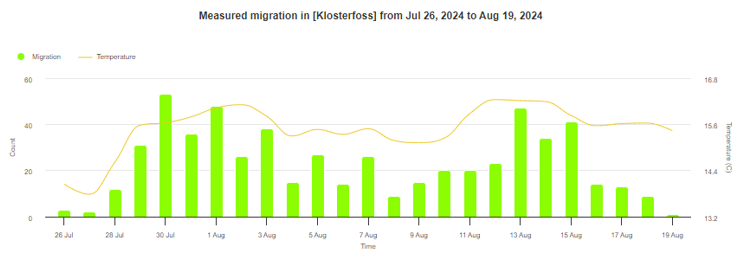 Measured migration in [Klosterfoss] from Jul 26, 2024 to Aug 19, 2024
Migration Temperature
60 16.8
40 15.6
20 14.4
0 13.2
Count
Temperature (C)
26 Jul 28 Jul 30 Jul 1 Aug 3 Aug 5 Aug 7 Aug 9 Aug 11 Aug 13 Aug 15 Aug 17 Aug 19 Aug
Time